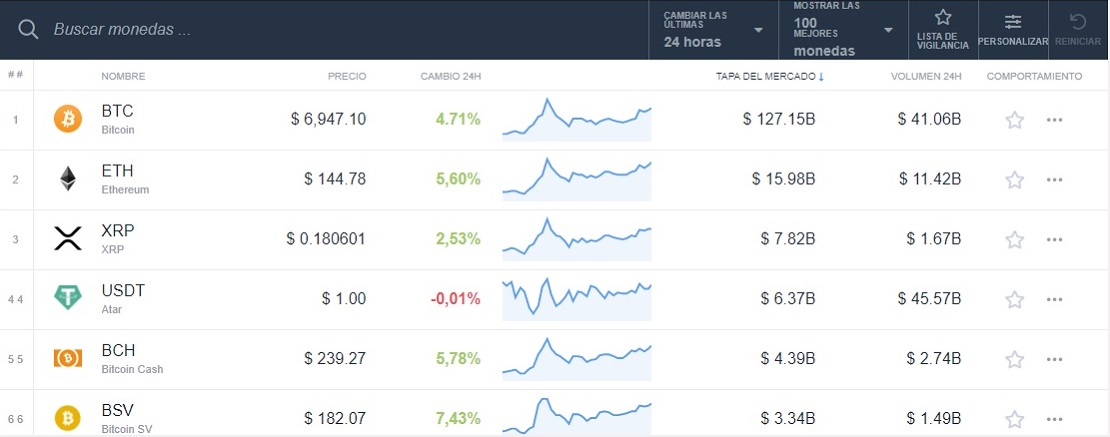 Buscar monedas ...
CAMBIAR LAS
ÚLTIMAS
24 horas
MOSTRAR LAS
100
MEJORES
monedas
LISTA DE
VIGILANCIA
PERSONALIZAR
REINICIAR
## NOMBRE PRECIO CAMBIO 24H TAPA DEL MERCADO ↓ VOLUMEN 24H COMPORTAMIENTO
1 BTC $ 6,947.10 4.71% $ 127.15B $ 41.06B
Bitcoin
2 ETH $ 144.78 5,60% $ 15.98B $ 11.42B
Ethereum
3 XRP $ 0.180601 2,53% $ 7.82B $ 1.67B
XRP
4 4 USDT $ 1.00 -0,01% $ 6.37B $ 45.57B
Atar
5 5 BCH $ 239.27 5,78% $ 4.39B $ 2.74B
Bitcoin Cash
6 6 BSV $ 182.07 7,43% $ 3.34B $ 1.49B
Bitcoin SV